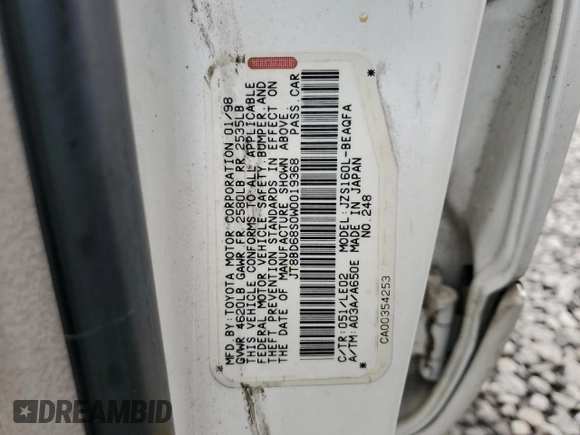 MFD.BY:TOYOTA MOTOR CORPORATION 01/98
GVWR 4620LB GAWR FR 2580LB RR 2535LB
THIS VEHICLE CONFORMS TO ALL APPLICABLE
FEDERAL MOTOR VEHICLE SAFETY,BUMPER,AND
THEFT PREVENTION STANDARDS IN EFFECT ON
THE DATE OF MANUFACTURE SHOWN ABOVE.
JT8BD68S0W0019368 PASS.CAR
C/TR:051/LE02 MODEL:JZS160L-BEAQFA
A/TM:A03A/A650E MADE IN JAPAN
NO.248
CA00354253
DREAMBID